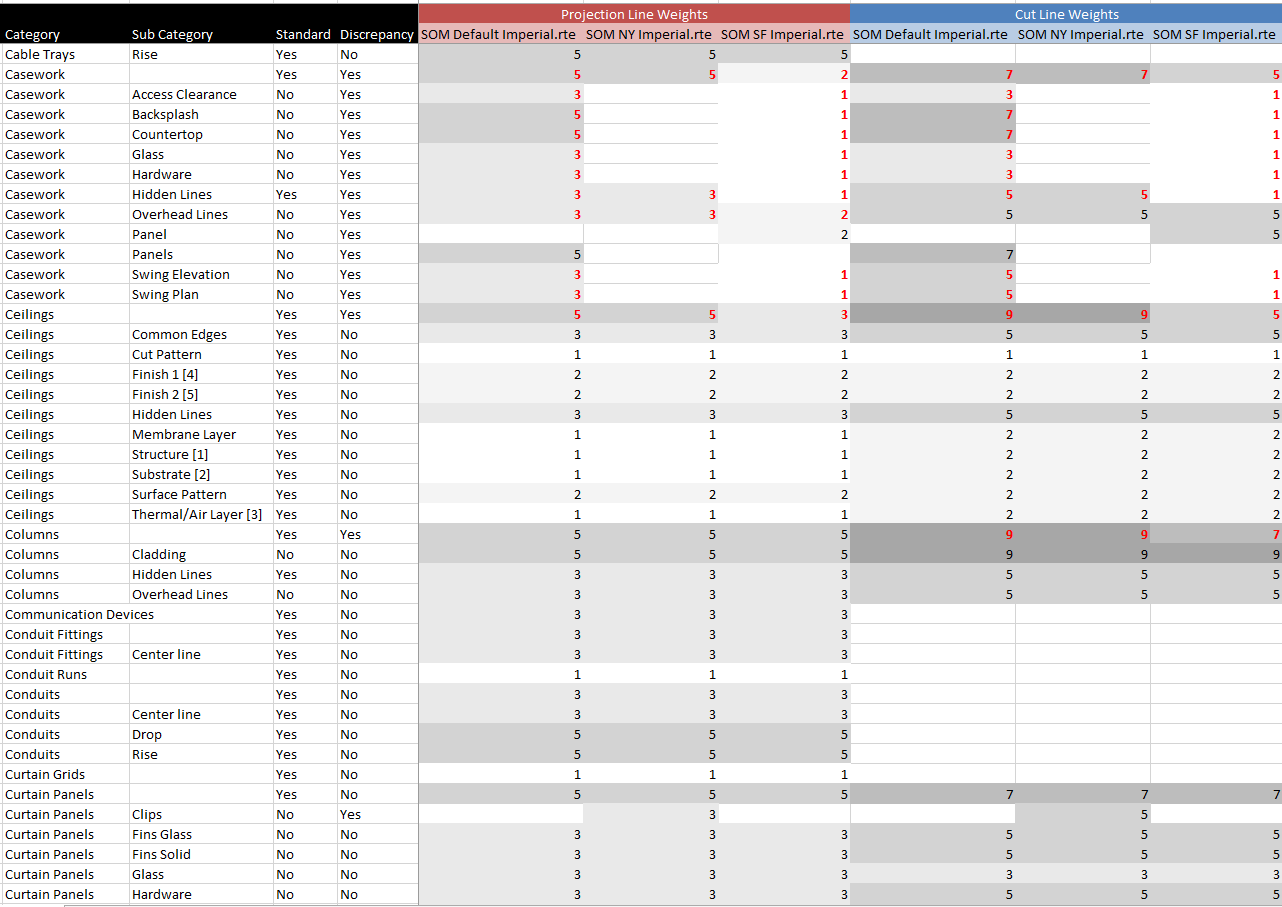 Projection Line Weights Cut Line Weights
Category Sub Category Standard Discrepancy SOM Default Imperial.rte SOM NY Imperial.rte SOM SF Imperial.rte SOM Default Imperial.rte SOM NY Imperial.rte SOM SF Imperial.rte
Cable Trays Rise Yes No 5 5 5
Casework Yes Yes 5 5 2 7 7 5
Casework Access Clearance No Yes 3 1 3 1
Casework Backsplash No Yes 5 1 7 1
Casework Countertop No Yes 5 1 7 1
Casework Glass No Yes 3 1 3 1
Casework Hardware No Yes 3 1 3 1
Casework Hidden Lines Yes Yes 3 3 1 5 5 1
Casework Overhead Lines No Yes 3 3 2 5 5 5
Casework Panel No Yes 2 5
Casework Panels No Yes 5 7
Casework Swing Elevation No Yes 3 1 5 1
Casework Swing Plan No Yes 3 1 5 1
Ceilings Yes Yes 5 5 3 9 9 5
Ceilings Common Edges Yes No 3 3 3 5 5 5
Ceilings Cut Pattern Yes No 1 1 1 1 1 1
Ceilings Finish 1 [4] Yes No 2 2 2 2 2 2
Ceilings Finish 2 [5] Yes No 2 2 2 2 2 2
Ceilings Hidden Lines Yes No 3 3 3 5 5 5
Ceilings Membrane Layer Yes No 1 1 1 2 2 2
Ceilings Structure [1] Yes No 1 1 1 2 2 2
Ceilings Substrate [2] Yes No 1 1 1 2 2 2
Ceilings Surface Pattern Yes No 2 2 2 2 2 2
Ceilings Thermal/Air Layer [3] Yes No 1 1 1 2 2 2
Columns Yes Yes 5 5 5 9 9 7
Columns Cladding No No 5 5 5 9 9 9
Columns Hidden Lines Yes No 3 3 3 5 5 5
Columns Overhead Lines No No 3 3 3 5 5 5
Communication Devices Yes No 3 3 3
Conduit Fittings Yes No 3 3 3
Conduit Fittings Center line Yes No 3 3 3
Conduit Runs Yes No 1 1 1
Conduits Yes No 3 3 3
Conduits Center line Yes No 3 3 3
Conduits Drop Yes No 5 5 5
Conduits Rise Yes No 5 5 5
Curtain Grids Yes No 1 1 1
Curtain Panels Yes No 5 5 5 7 7 7
Curtain Panels Clips No Yes 3 5
Curtain Panels Fins Glass No No 3 3 3 5 5 5
Curtain Panels Fins Solid No No 3 3 3 5 5 5
Curtain Panels Glass No No 3 3 3 3 3 3
Curtain Panels Hardware No No 3 3 3 5 5 5